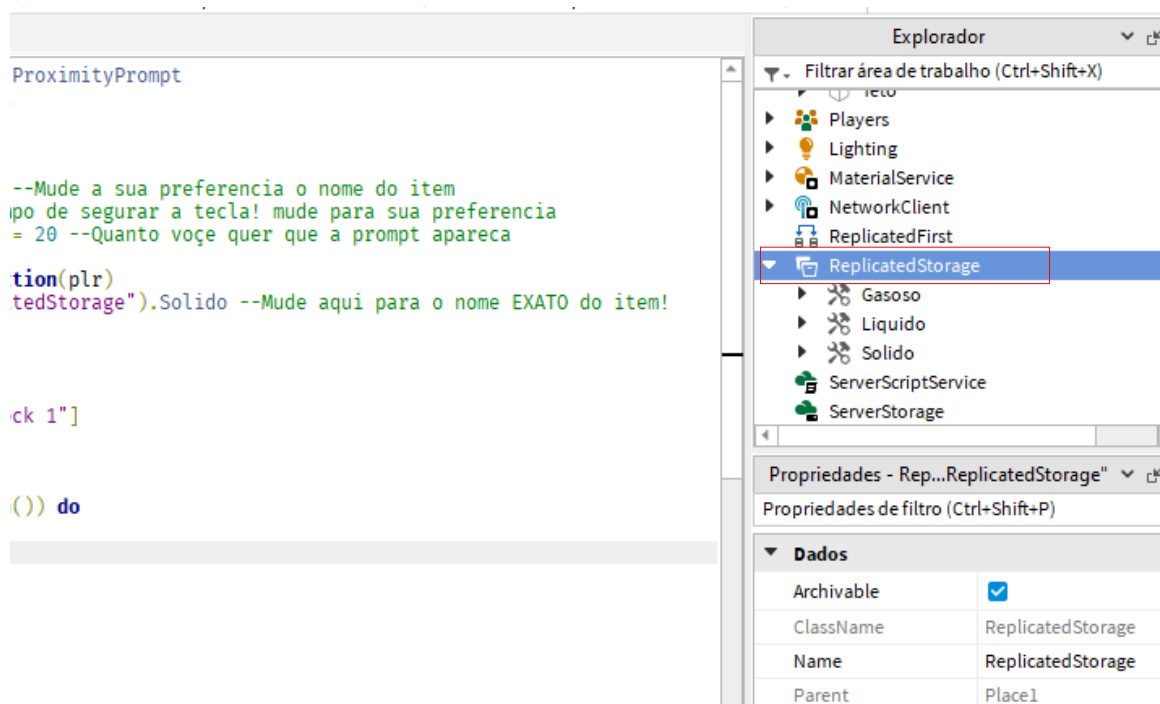 ProximityPrompt
--Mude a sua preferencia o nome do item
po de segurar a tecla! mude para sua preferencia
= 20 --Quanto voçe quer que a prompt apareca
tion(plr)
tedStorage").Solido --Mude aqui para o nome EXATO do item!
ck 1"]
()) do
Explorador
Filtrar área de trabalho (Ctrl+Shift+X)
Teto
Players
Lighting
MaterialService
NetworkClient
ReplicatedFirst
ReplicatedStorage
Gasoso
Liquido
Solido
ServerScriptService
ServerStorage
Propriedades - Rep...ReplicatedStorage"
Propriedades de filtro (Ctrl+Shift+P)
Dados
Archivable
ClassName ReplicatedStorage
Name ReplicatedStorage
Parent Place1